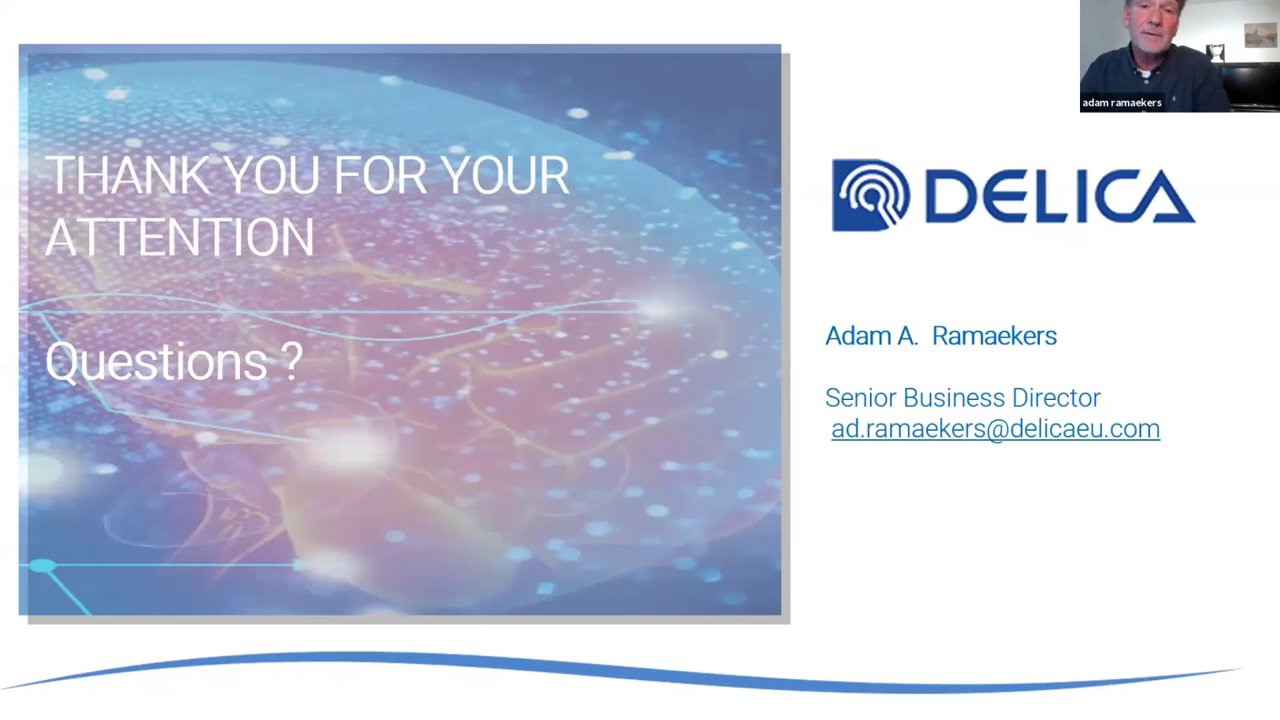 adam ramaekers
THANK YOU FOR YOUR
ATTENTION
Questions ?
DELICA
Adam A. Ramaekers
Senior Business Director
ad.ramaekers@delicaeu.com